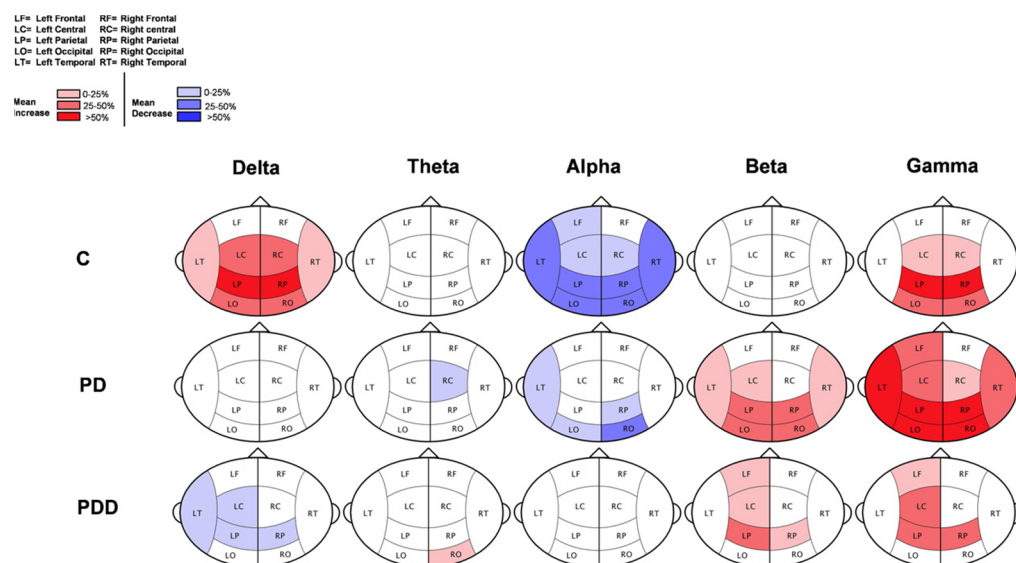 LF= Left Frontal RF= Right Frontal
LC= Left Central RC= Right central
LP= Left Parietal RP= Right Parietal
LO= Left Occipital RP= Right Occipital
LT= Left Temporal RT= Right Temporal
0-25% 0-25%
Mean 25-50% Mean 25-50%
Increase >50% Decrease >50%
Delta Theta Alpha Beta Gamma
LF RF LF RF LF RF LF RF LF RF
C
LT LC RC RT LT LC RC RT LT LC RC RT LT LC RC RT LT LC RC RT
LP RP LP RP LP RP LP RP LP RP
LO RO LO RO LO RO LO RO LO RO
LF RF LF RF LF RF LF RF LF RF
PD
LT LC RC RT LT LC RC RT LT LC RC RT LT LC RC RT LT LC RC RT
LP RP LP RP LP RP LP RP LP RP
LO RO LO RO LO RO LO RO LO RO
LF RF LF RF LF RF LF RF LF RF
PDD
LT LC RC RT LT LC RC RT LT LC RC RT LT LC RC RT LT LC RC RT
LP RP LP RP LP RP LP RP LP RP
LO RO LO RO LO RO LO RO LO RO